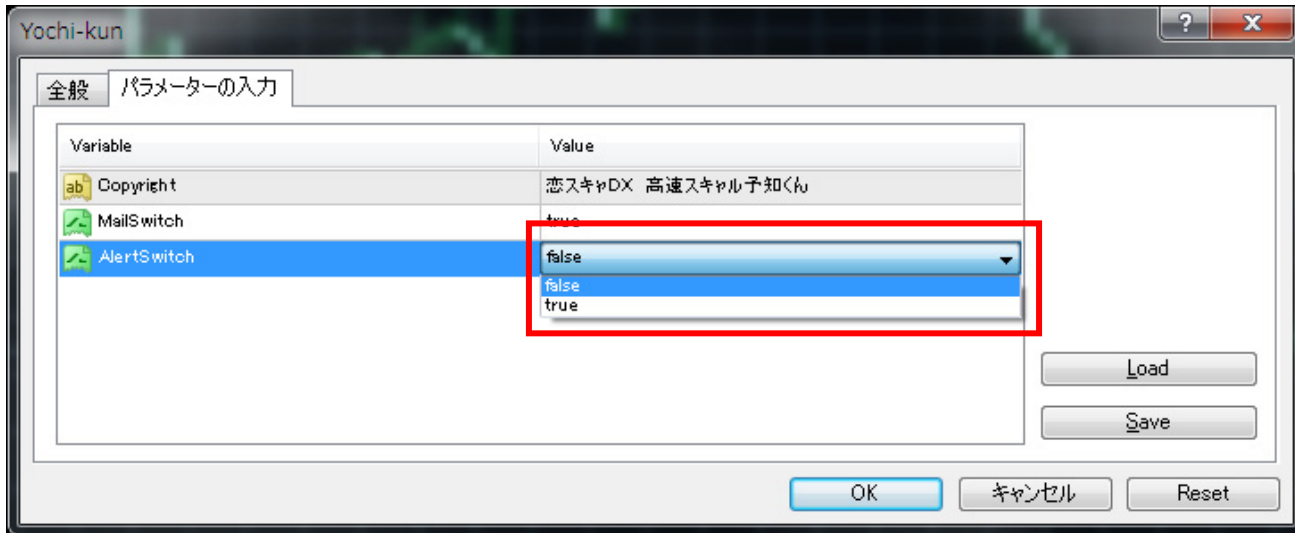 Yochi-kun
全般 パラメーターの入力
Variable Value
ab Copyright 恋スキャDX 高速スキャル予知くん
MailSwitch true
AlertSwitch false
false
true
Load
Save
OK キャンセル Reset